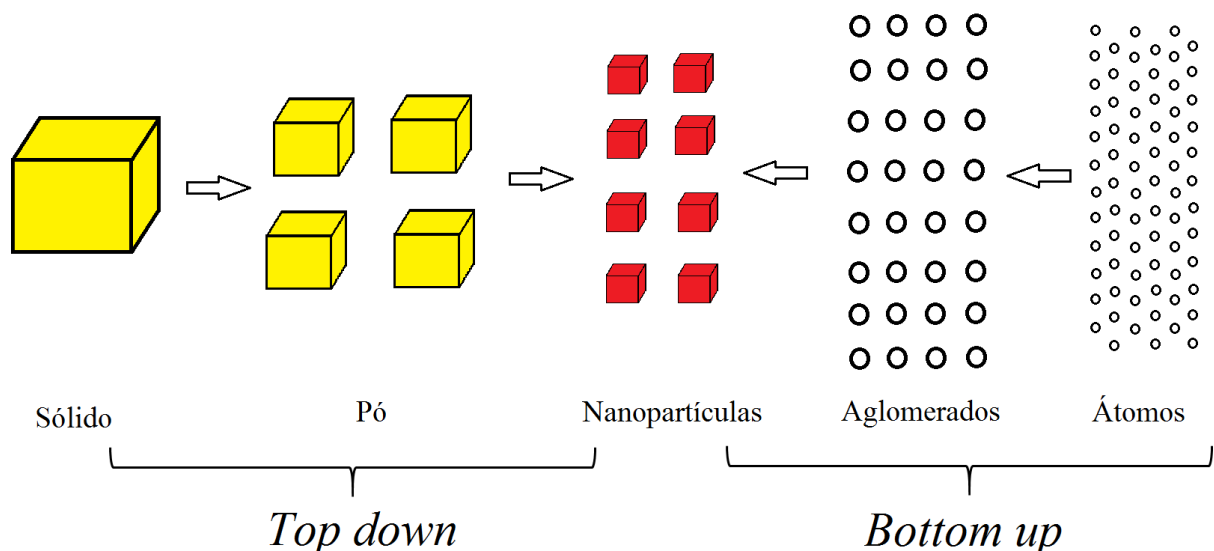 Sólido
Pó
Nanopartículas
Aglomerados
Átomos
Top down
Bottom up